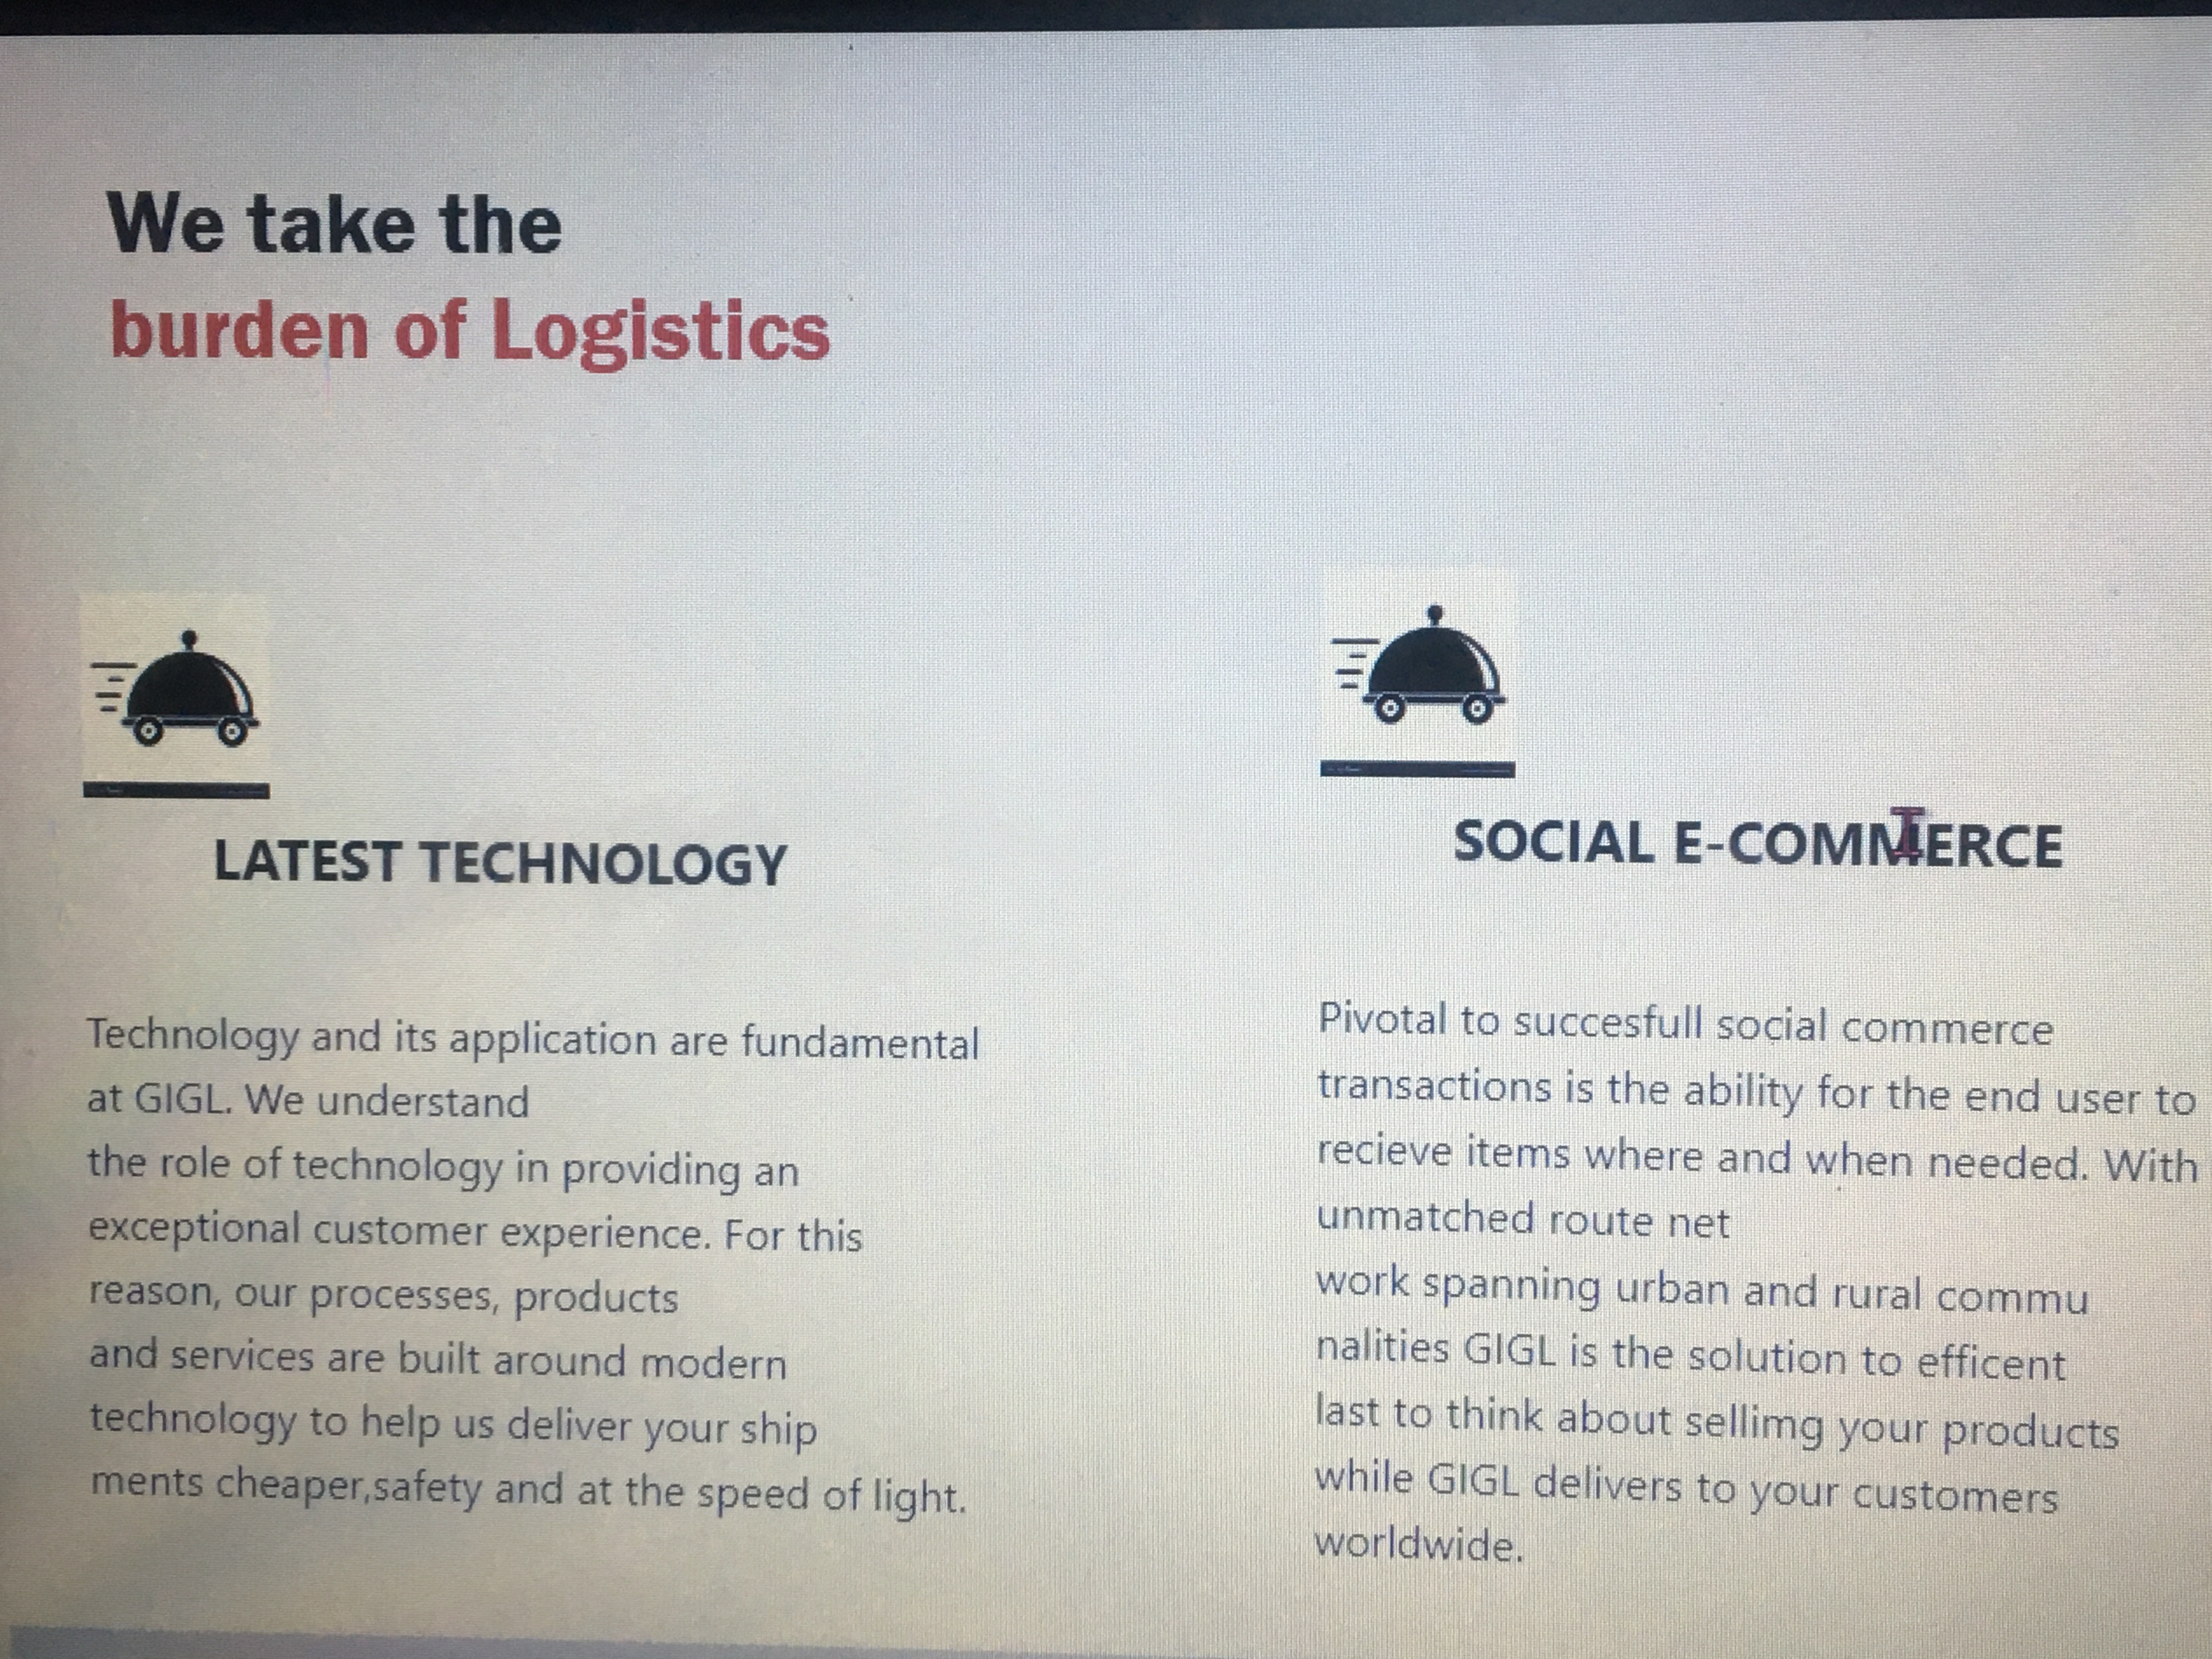 We take the
burden of Logistics
LATEST TECHNOLOGY
Technology and its application are fundamental
at GIGL. We understand
the role of technology in providing an
exceptional customer experience. For this
reason, our processes, products
and services are built around modern
technology to help us deliver your ship
ments cheaper,safety and at the speed of light.
SOCIAL E-COMMERCE
Pivotal to succesfull social commerce
transactions is the ability for the end user to
recieve items where and when needed. With
unmatched route net
work spanning urban and rural commu
nalities GIGL is the solution to efficent
last to think about sellimg your products
while GIGL delivers to your customers
worldwide.